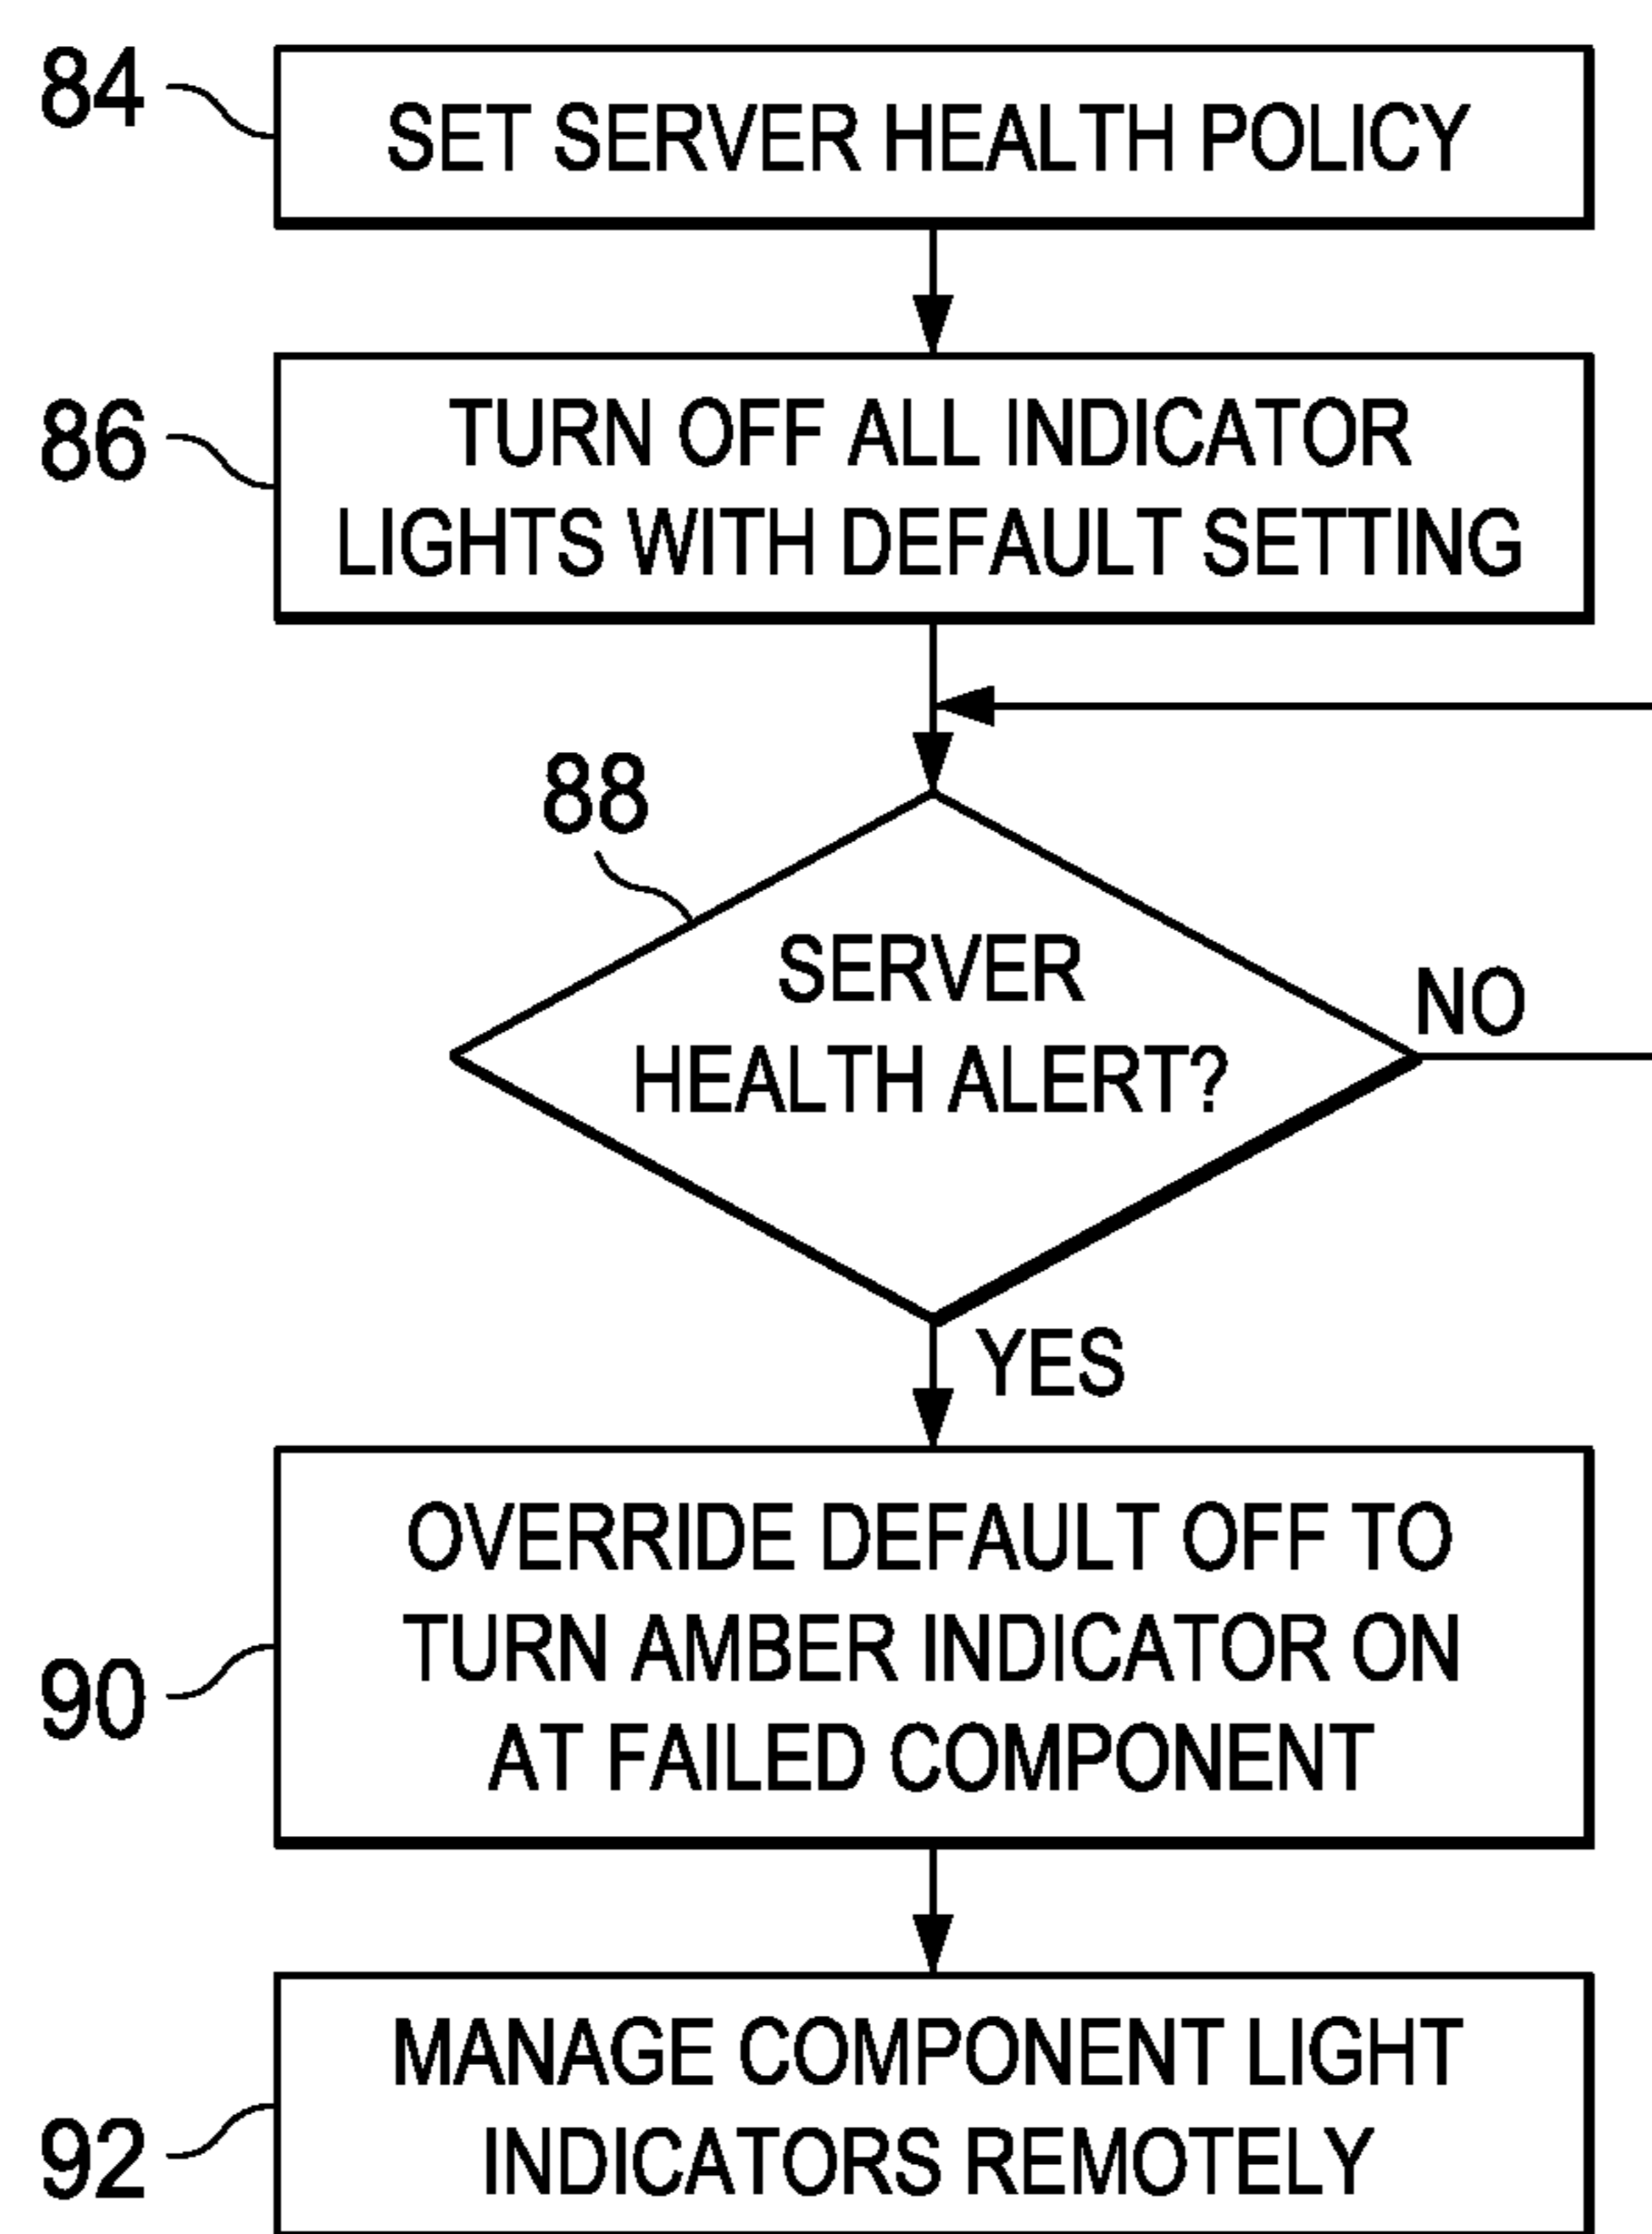 84
SET SERVER HEALTH POLICY
86
TURN OFF ALL INDICATOR
LIGHTS WITH DEFAULT SETTING
88
SERVER
HEALTH ALERT?
NO
YES
90
OVERRIDE DEFAULT OFF TO
TURN AMBER INDICATOR ON
AT FAILED COMPONENT
92
MANAGE COMPONENT LIGHT
INDICATORS REMOTELY